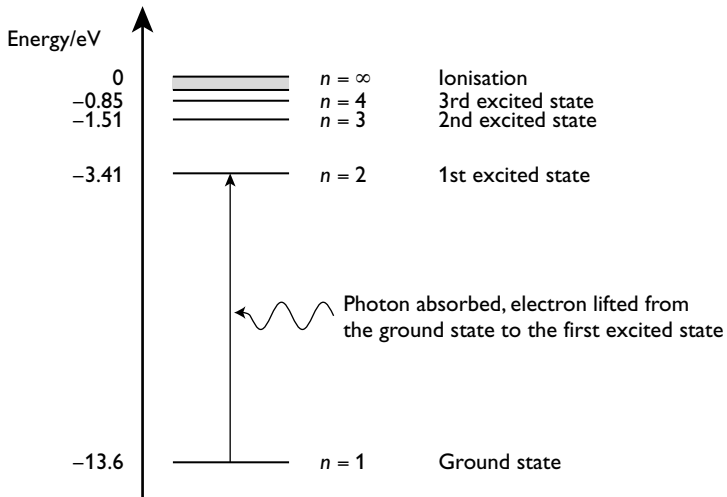 Energy/eV
0 n = ∞ Ionisation
−0.85 n = 4 3rd excited state
−1.51 n = 3 2nd excited state
−3.41 n = 2 1st excited state
Photon absorbed, electron lifted from
the ground state to the first excited state
−13.6 n = 1 Ground state